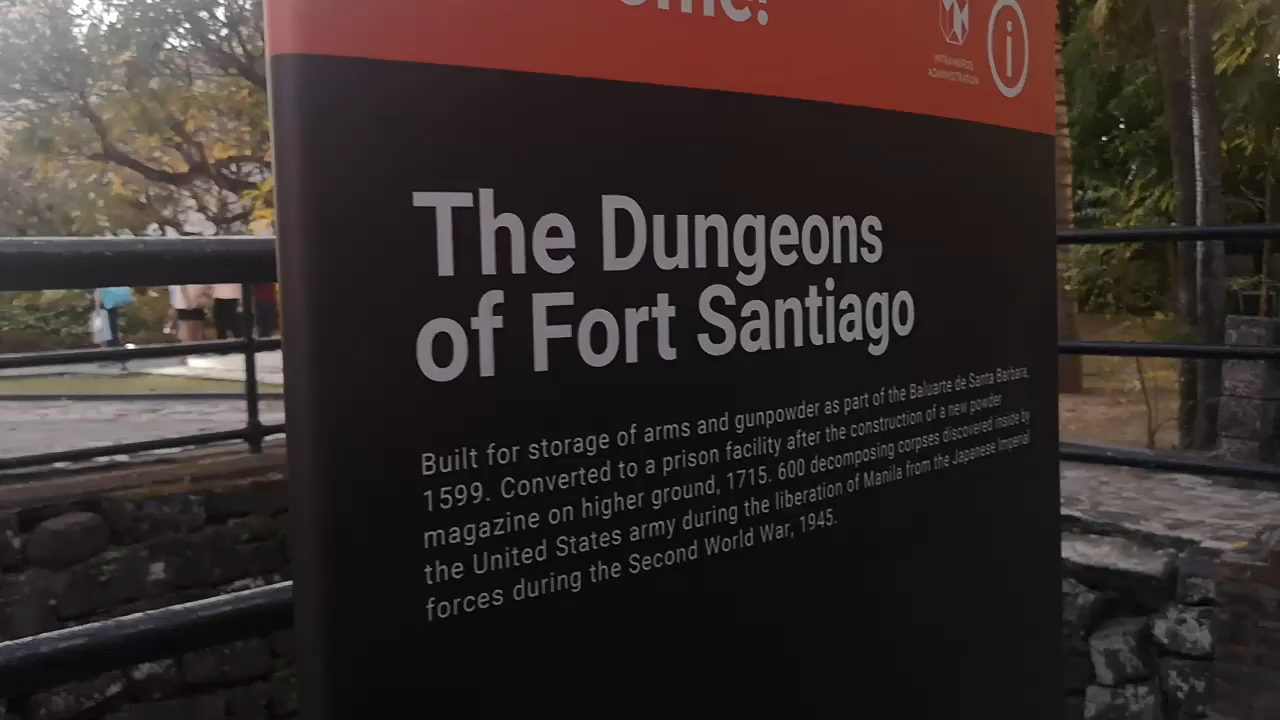 INTRAMUROS
ADMINISTRATION
i
The Dungeons
of Fort Santiago
Built for storage of arms and gunpowder as part of the Baluarte de Santa Barbara,
1599. Converted to a prison facility after the construction of a new powder
magazine on higher ground, 1715. 600 decomposing corpses discovered inside by
the United States army during the liberation of Manila from the Japanese Imperial
forces during the Second World War, 1945.